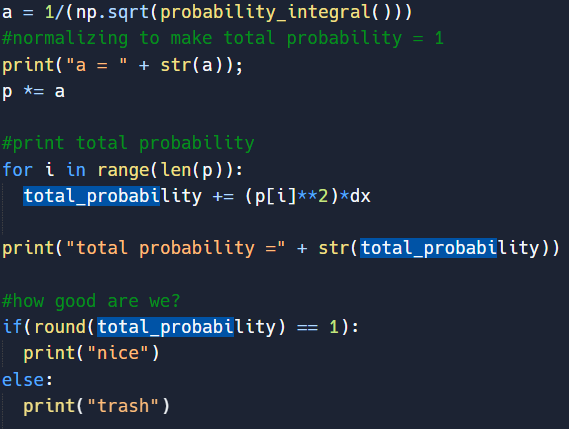 a = 1/(np.sqrt(probability_integral()))
#normalizing to make total probability = 1
print("a = " + str(a));
p *= a
#print total probability
for i in range(len(p)):
total_probability += (p[i]**2)*dx
print("total probability =" + str(total_probability))
#how good are we?
if(round(total_probability) == 1):
print("nice")
else:
print("trash")